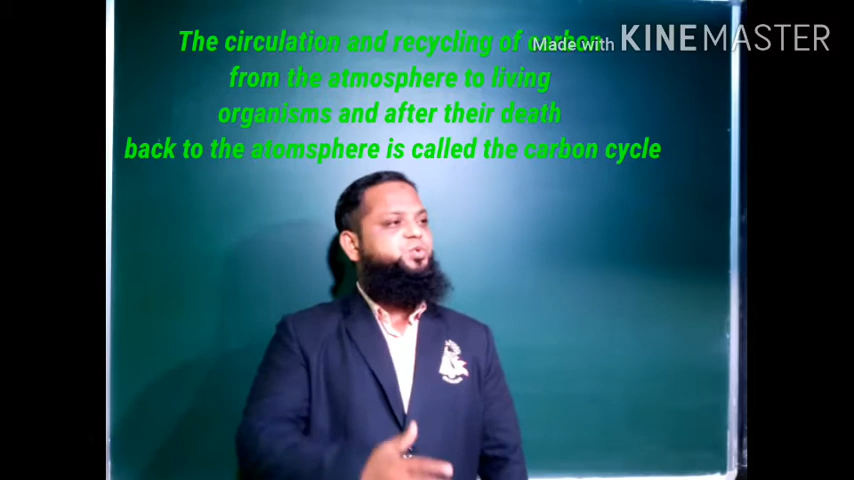 The circulation and recycling of carbon
Made with KINEMASTER
from the atmosphere to living
organisms and after their death
back to the atomsphere is called the carbon cycle